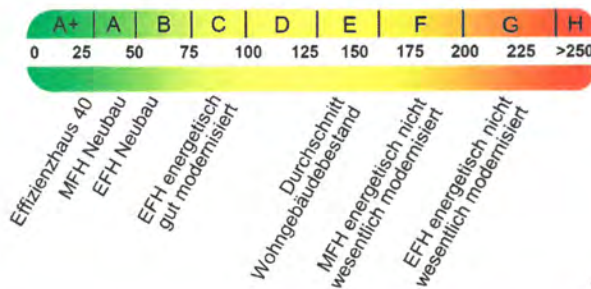 A+ A B C D E F G H
0 25 50 75 100 125 150 175 200 225 >250
Effizienzhaus 40
MFH Neubau
EFH Neubau
EFH energetisch
gut modernisiert
Durchschnitt
Wohngebäudebestand
MFH energetisch nicht
wesentlich modernisiert
EFH energetisch nicht
wesentlich modernisiert